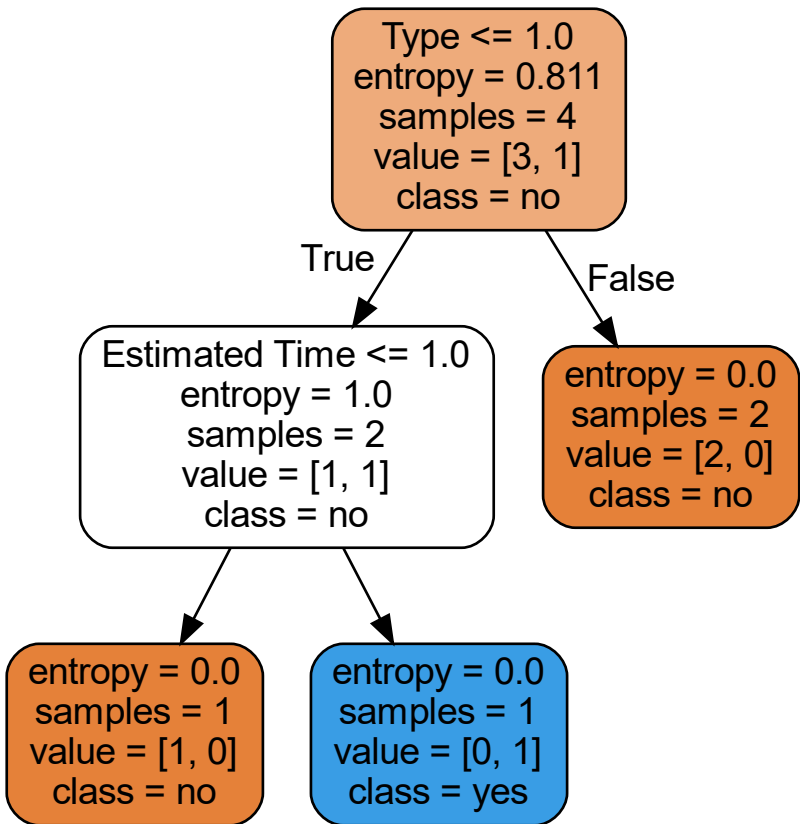 Type <= 1.0
entropy = 0.811
samples = 4
value = [3, 1]
class = no
True
False
Estimated Time <= 1.0
entropy = 1.0
samples = 2
value = [1, 1]
class = no
entropy = 0.0
samples = 2
value = [2, 0]
class = no
entropy = 0.0
samples = 1
value = [1, 0]
class = no
entropy = 0.0
samples = 1
value = [0, 1]
class = yes